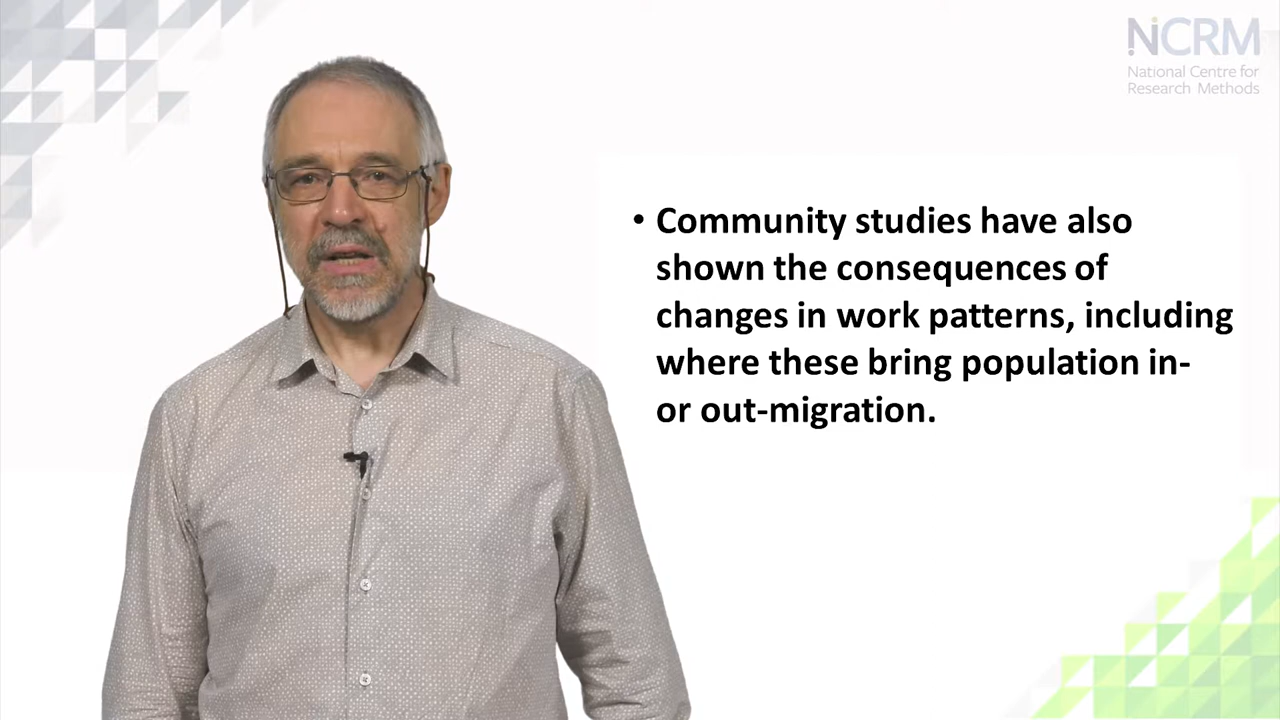 NCRM
National Centre for
Research Methods
• Community studies have also
shown the consequences of
changes in work patterns, including
where these bring population in-
or out-migration.